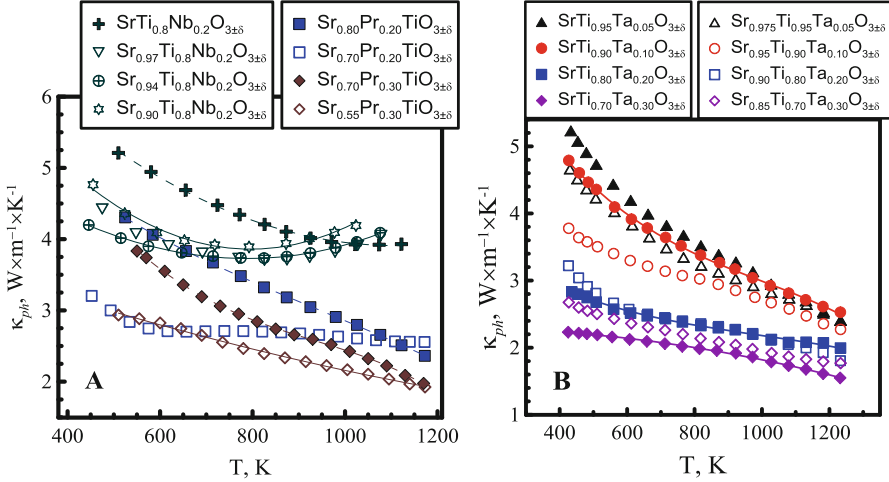 SrTi₀.₈Nb₀.₂O₃±δ
Sr₀.₉₇Ti₀.₈Nb₀.₂O₃±δ
Sr₀.₉₄Ti₀.₈Nb₀.₂O₃±δ
Sr₀.₉₀Ti₀.₈Nb₀.₂O₃±δ
Sr₀.₈₀Pr₀.₂₀TiO₃±δ
Sr₀.₇₀Pr₀.₂₀TiO₃±δ
Sr₀.₇₀Pr₀.₃₀TiO₃±δ
Sr₀.₅₅Pr₀.₃₀TiO₃±δ
κph, W×m⁻¹×K⁻¹
6
5
4
3
2
A
400 600 800 1000 1200
T, K
SrTi₀.₉₅Ta₀.₀₅O₃±δ
SrTi₀.₉₀Ta₀.₁₀O₃±δ
SrTi₀.₈₀Ta₀.₂₀O₃±δ
SrTi₀.₇₀Ta₀.₃₀O₃±δ
Sr₀.₉₇₅Ti₀.₉₅Ta₀.₀₅O₃±δ
Sr₀.₉₅Ti₀.₉₀Ta₀.₁₀O₃±δ
Sr₀.₉₀Ti₀.₈₀Ta₀.₂₀O₃±δ
Sr₀.₈₅Ti₀.₇₀Ta₀.₃₀O₃±δ
κph, W×m⁻¹×K⁻¹
5
4
3
2
1
B
400 600 800 1000 1200
T, K